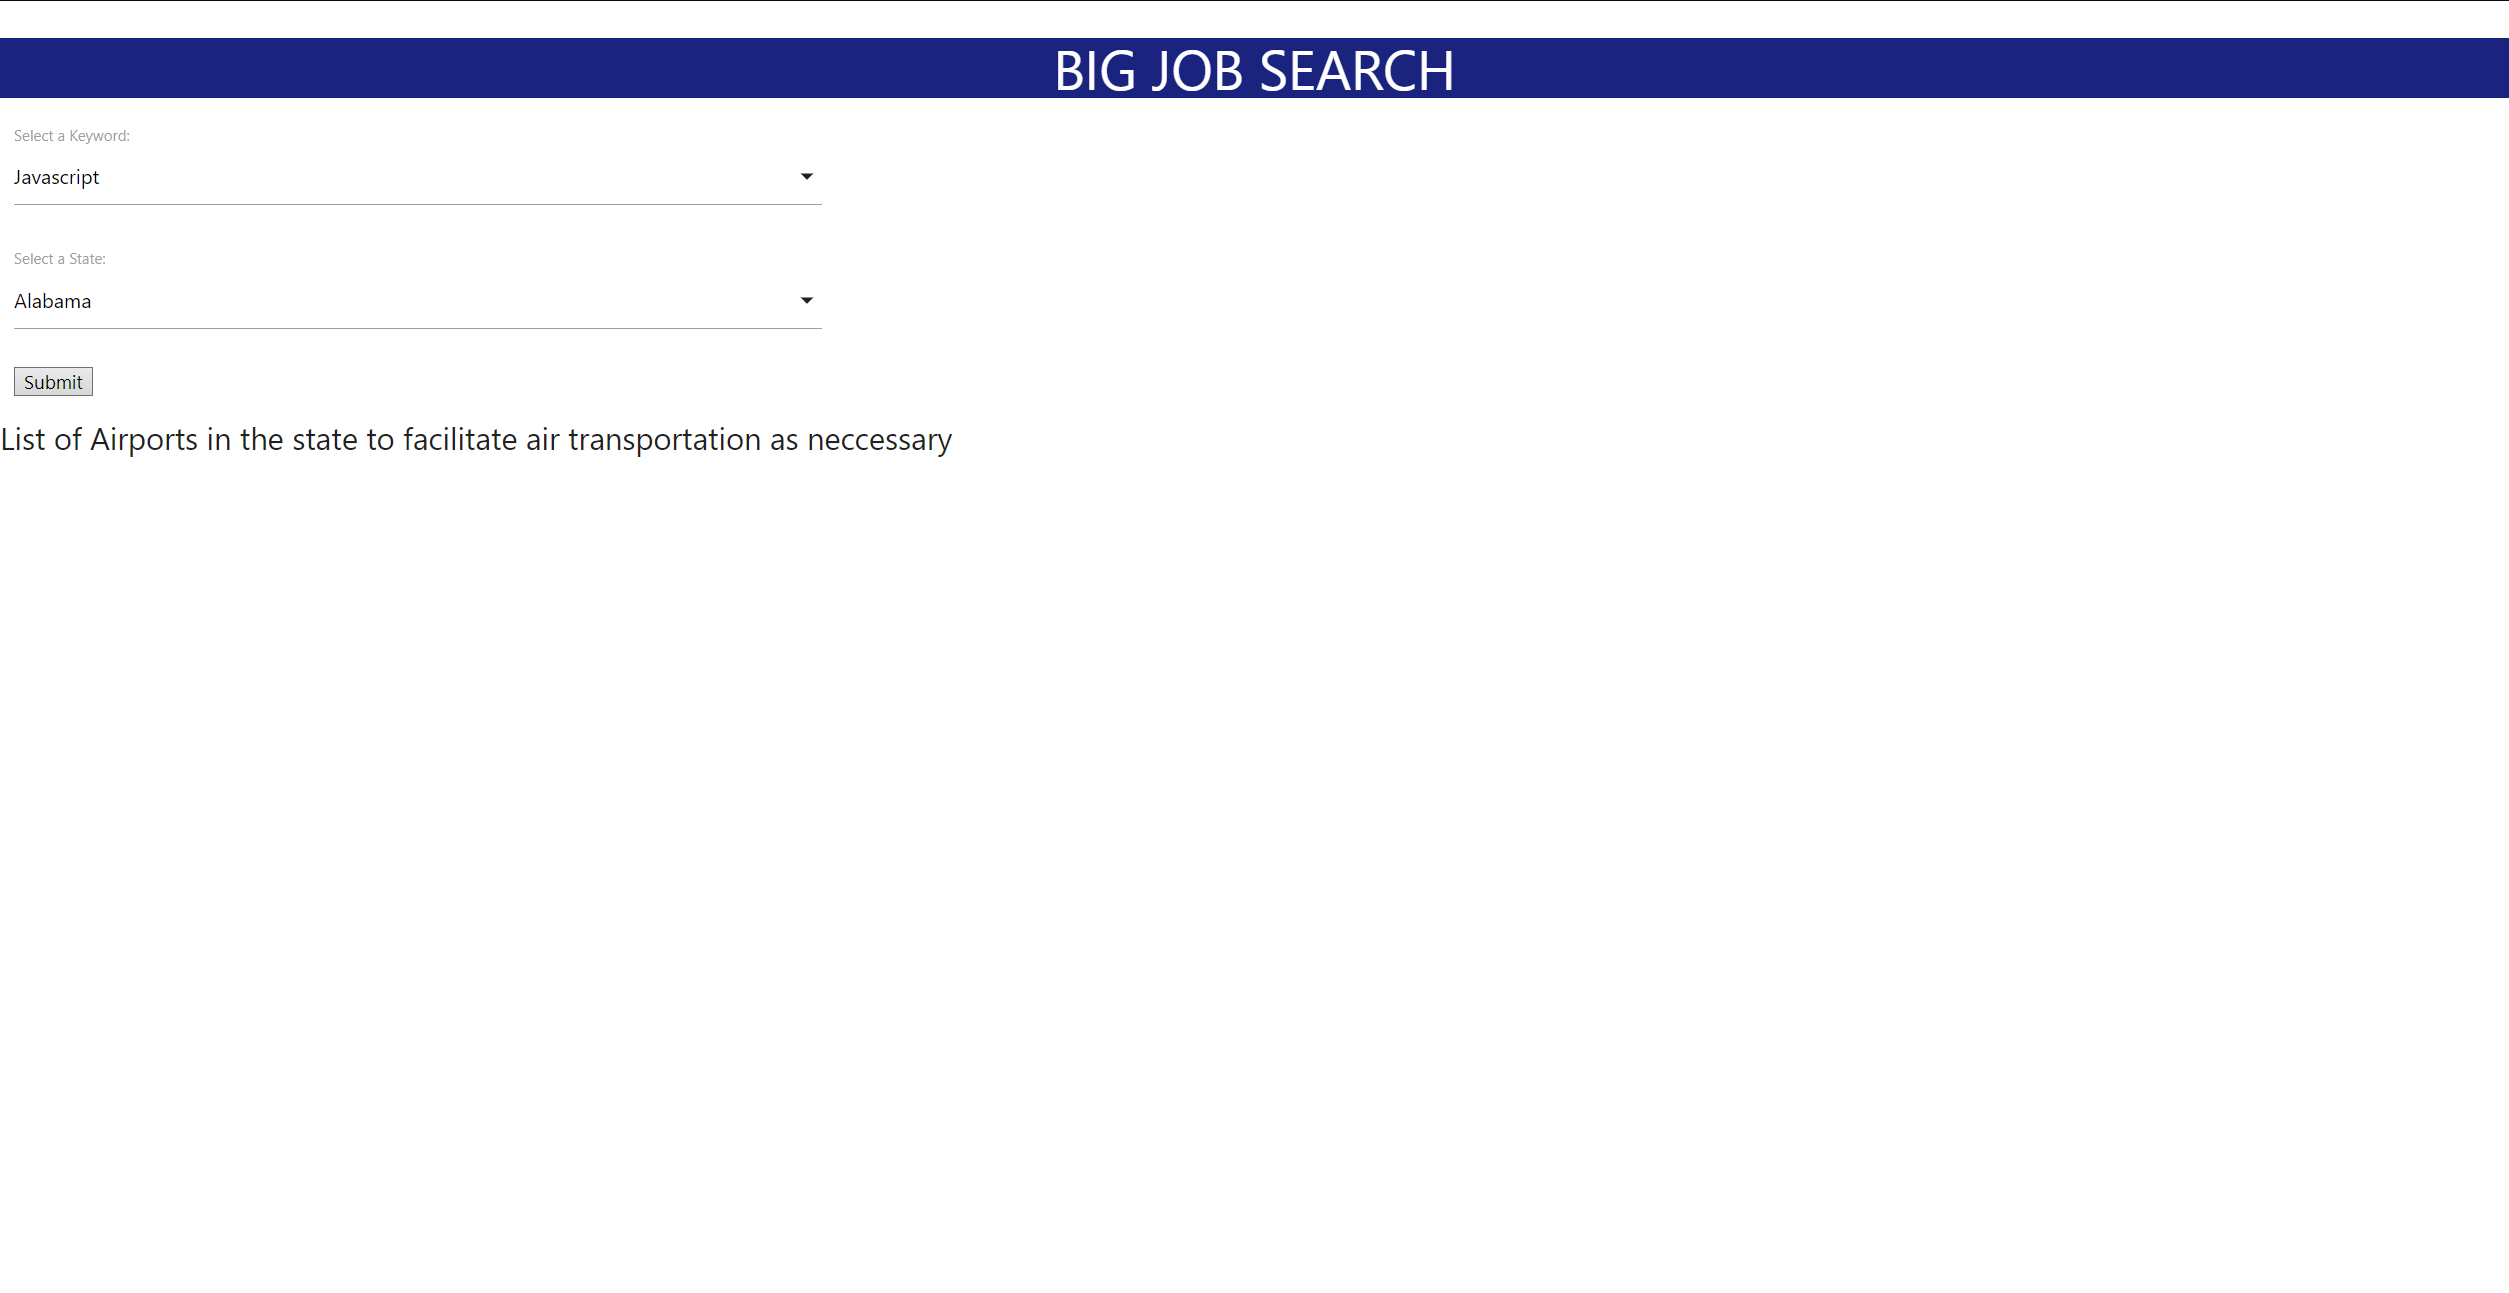 BIG JOB SEARCH
Select a Keyword:
Javascript
Select a State:
Alabama
Submit
List of Airports in the state to facilitate air transportation as neccessary